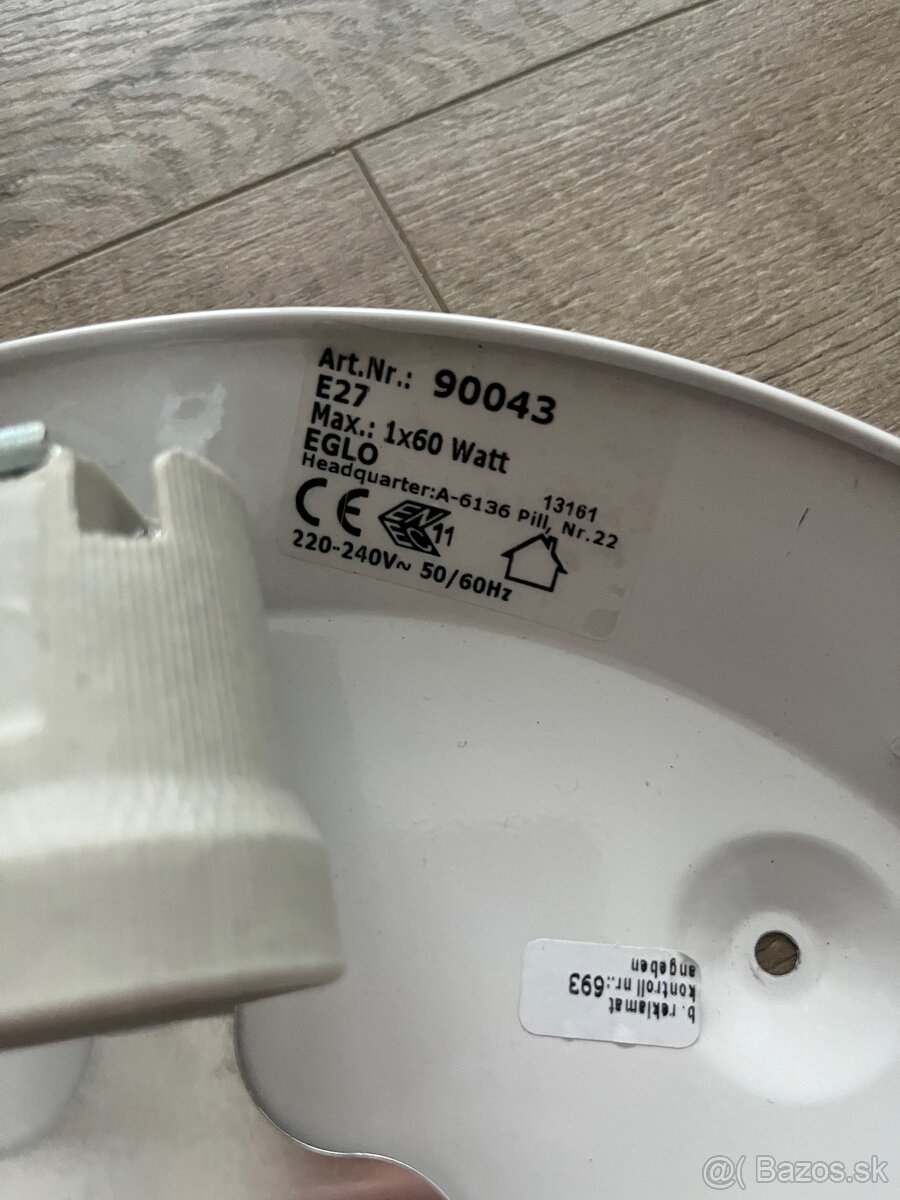 Art.Nr.: 90043
E27
Max.: 1x60 Watt
EGLO 13161
Headquarter:A-6136 Pill, Nr.22
CE ENEC 11
220-240V~ 50/60Hz
b. reklamat
kontroll nr.:693
angeben
@( Bazos.sk